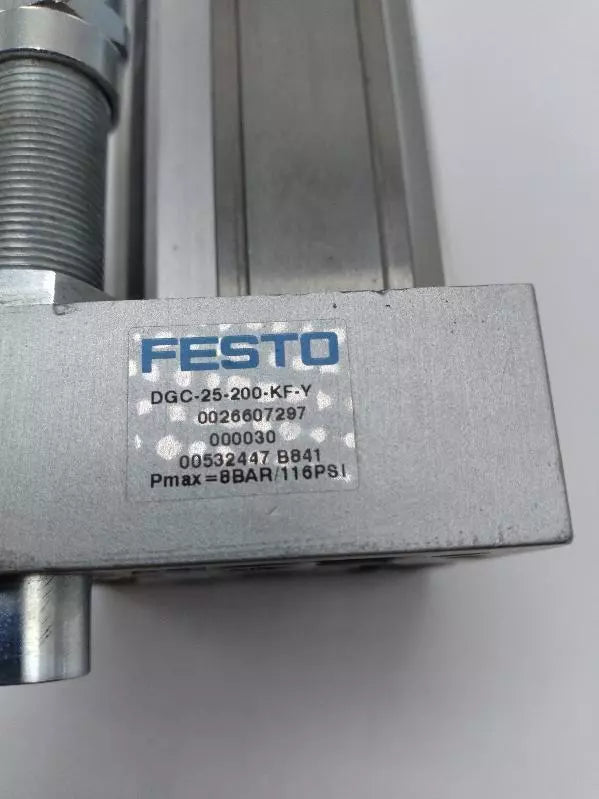 FESTO
DGC-25-200-KF-Y
0026607297
000030
00532447 B841
Pmax=8BAR/116PSI